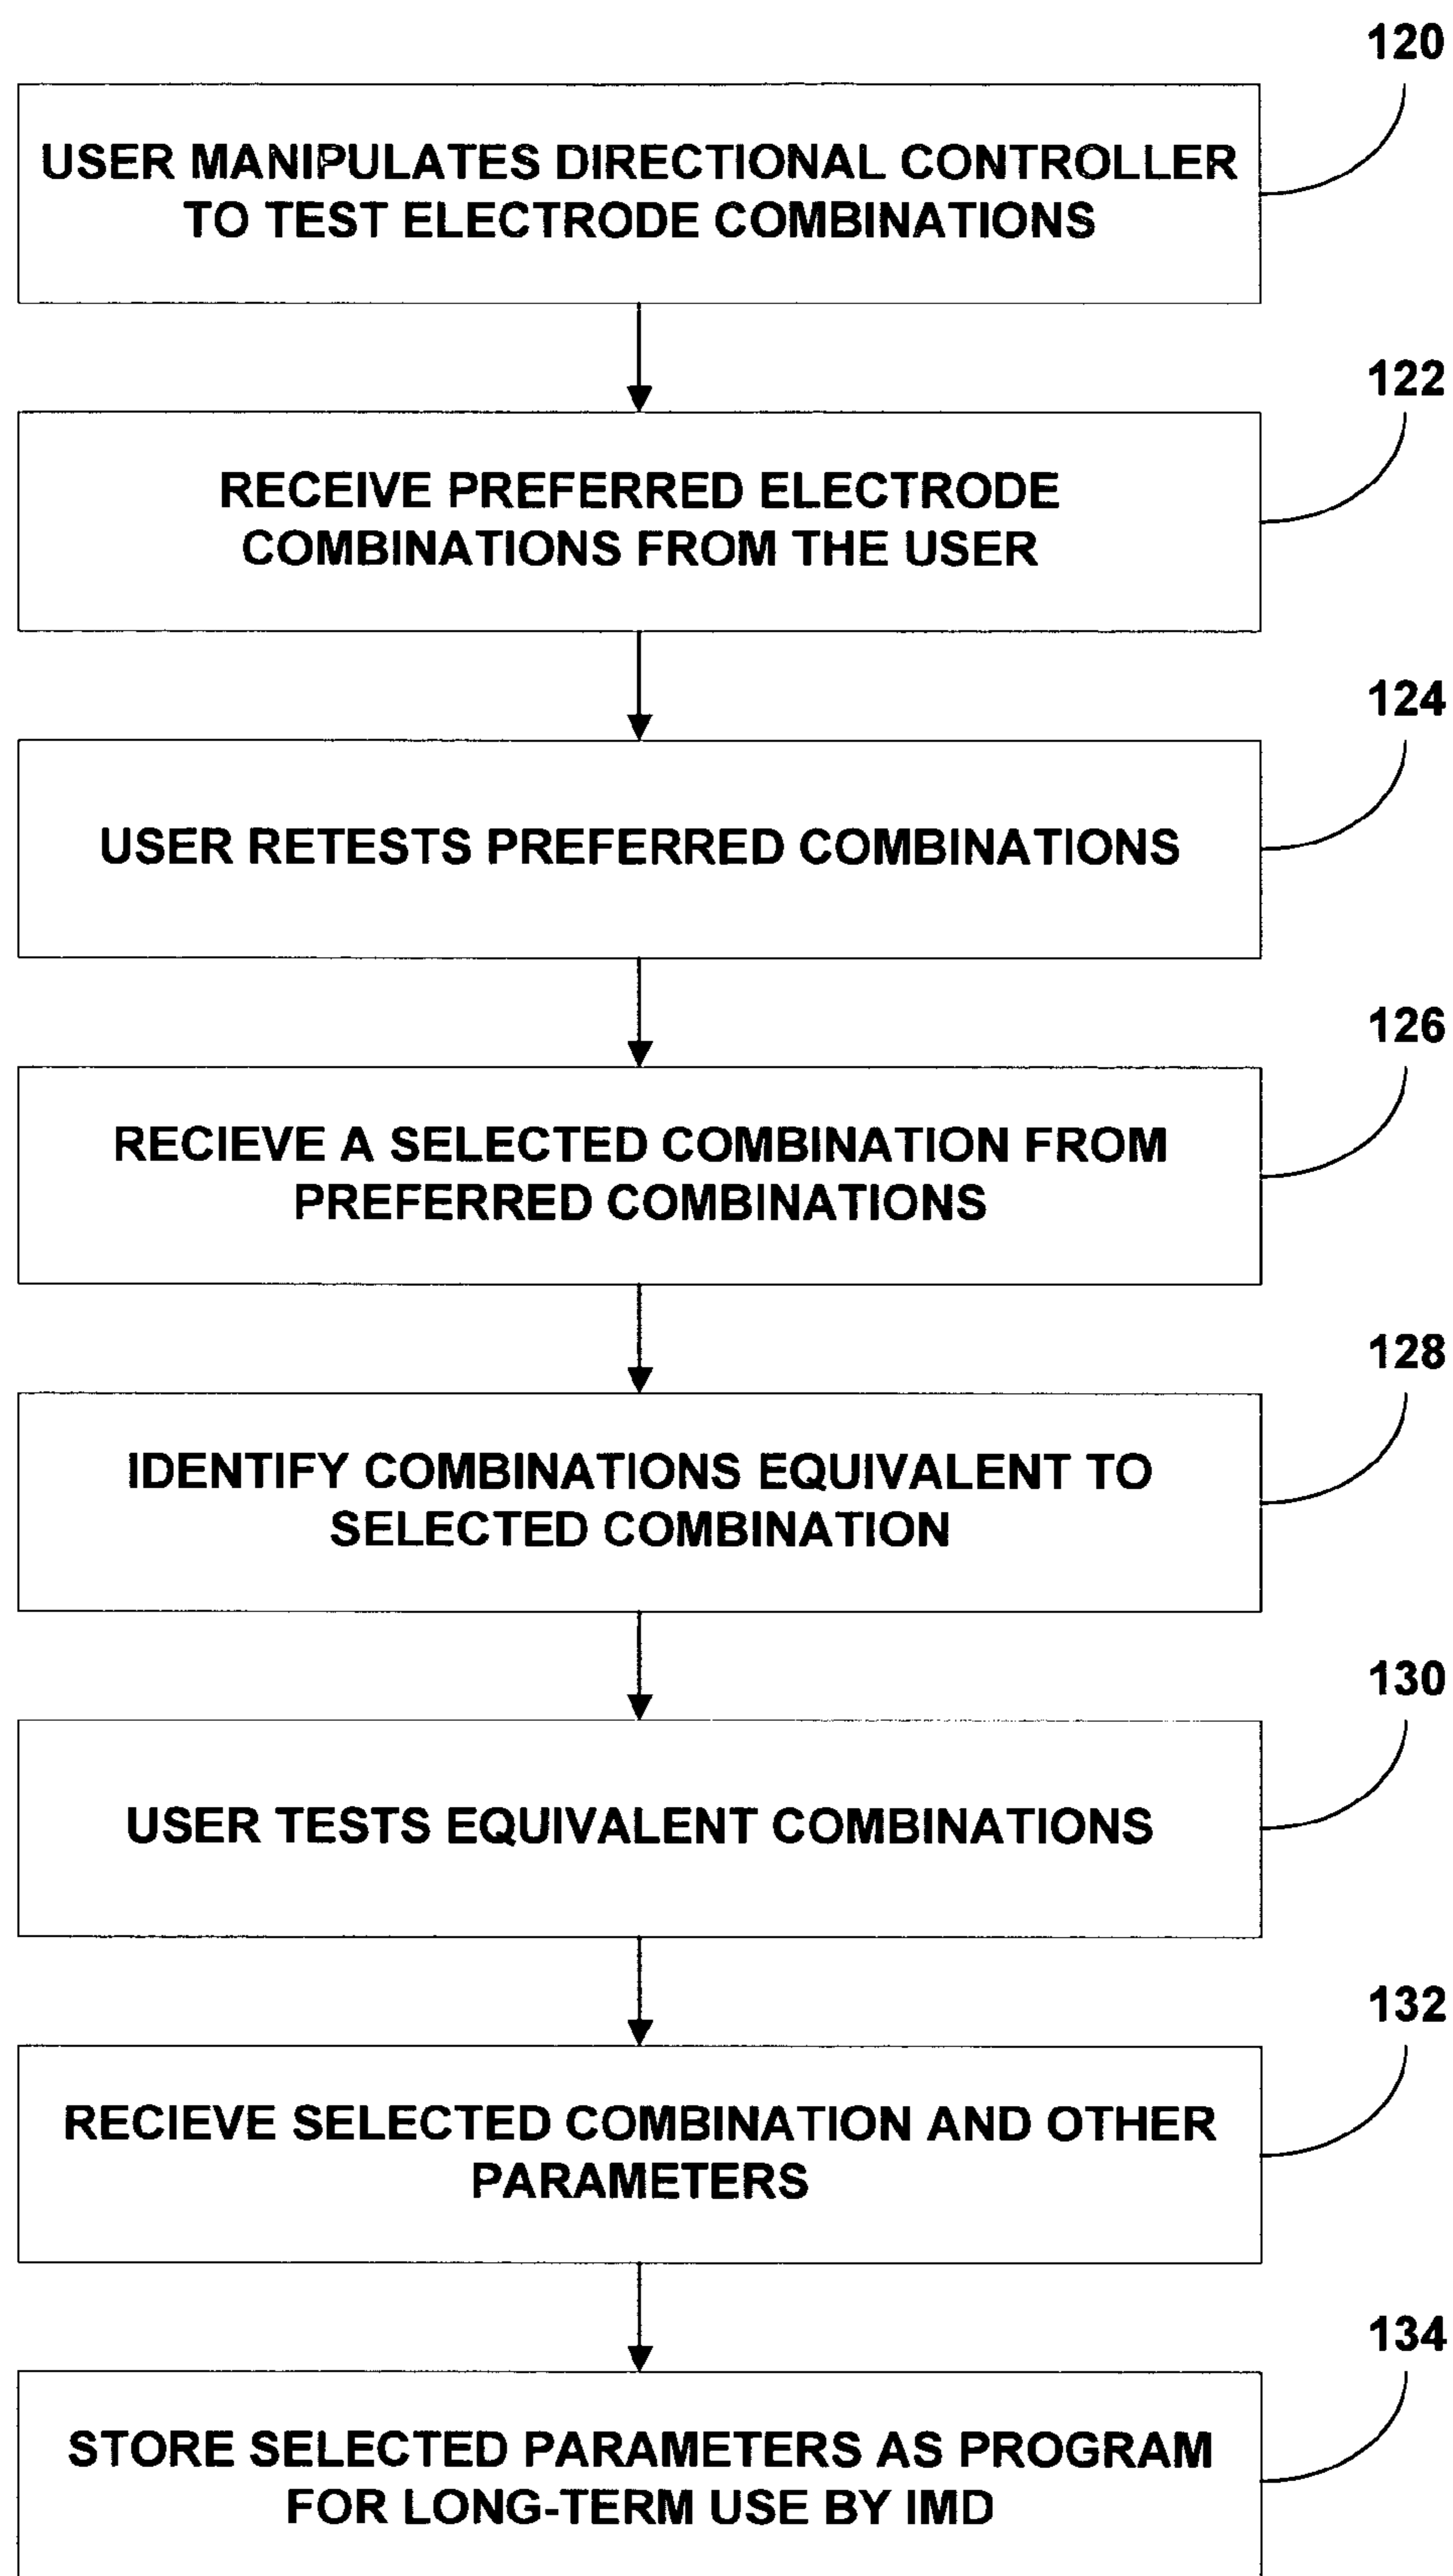 120
USER MANIPULATES DIRECTIONAL CONTROLLER
TO TEST ELECTRODE COMBINATIONS
122
RECEIVE PREFERRED ELECTRODE
COMBINATIONS FROM THE USER
124
USER RETESTS PREFERRED COMBINATIONS
126
RECIEVE A SELECTED COMBINATION FROM
PREFERRED COMBINATIONS
128
IDENTIFY COMBINATIONS EQUIVALENT TO
SELECTED COMBINATION
130
USER TESTS EQUIVALENT COMBINATIONS
132
RECIEVE SELECTED COMBINATION AND OTHER
PARAMETERS
134
STORE SELECTED PARAMETERS AS PROGRAM
FOR LONG-TERM USE BY IMD